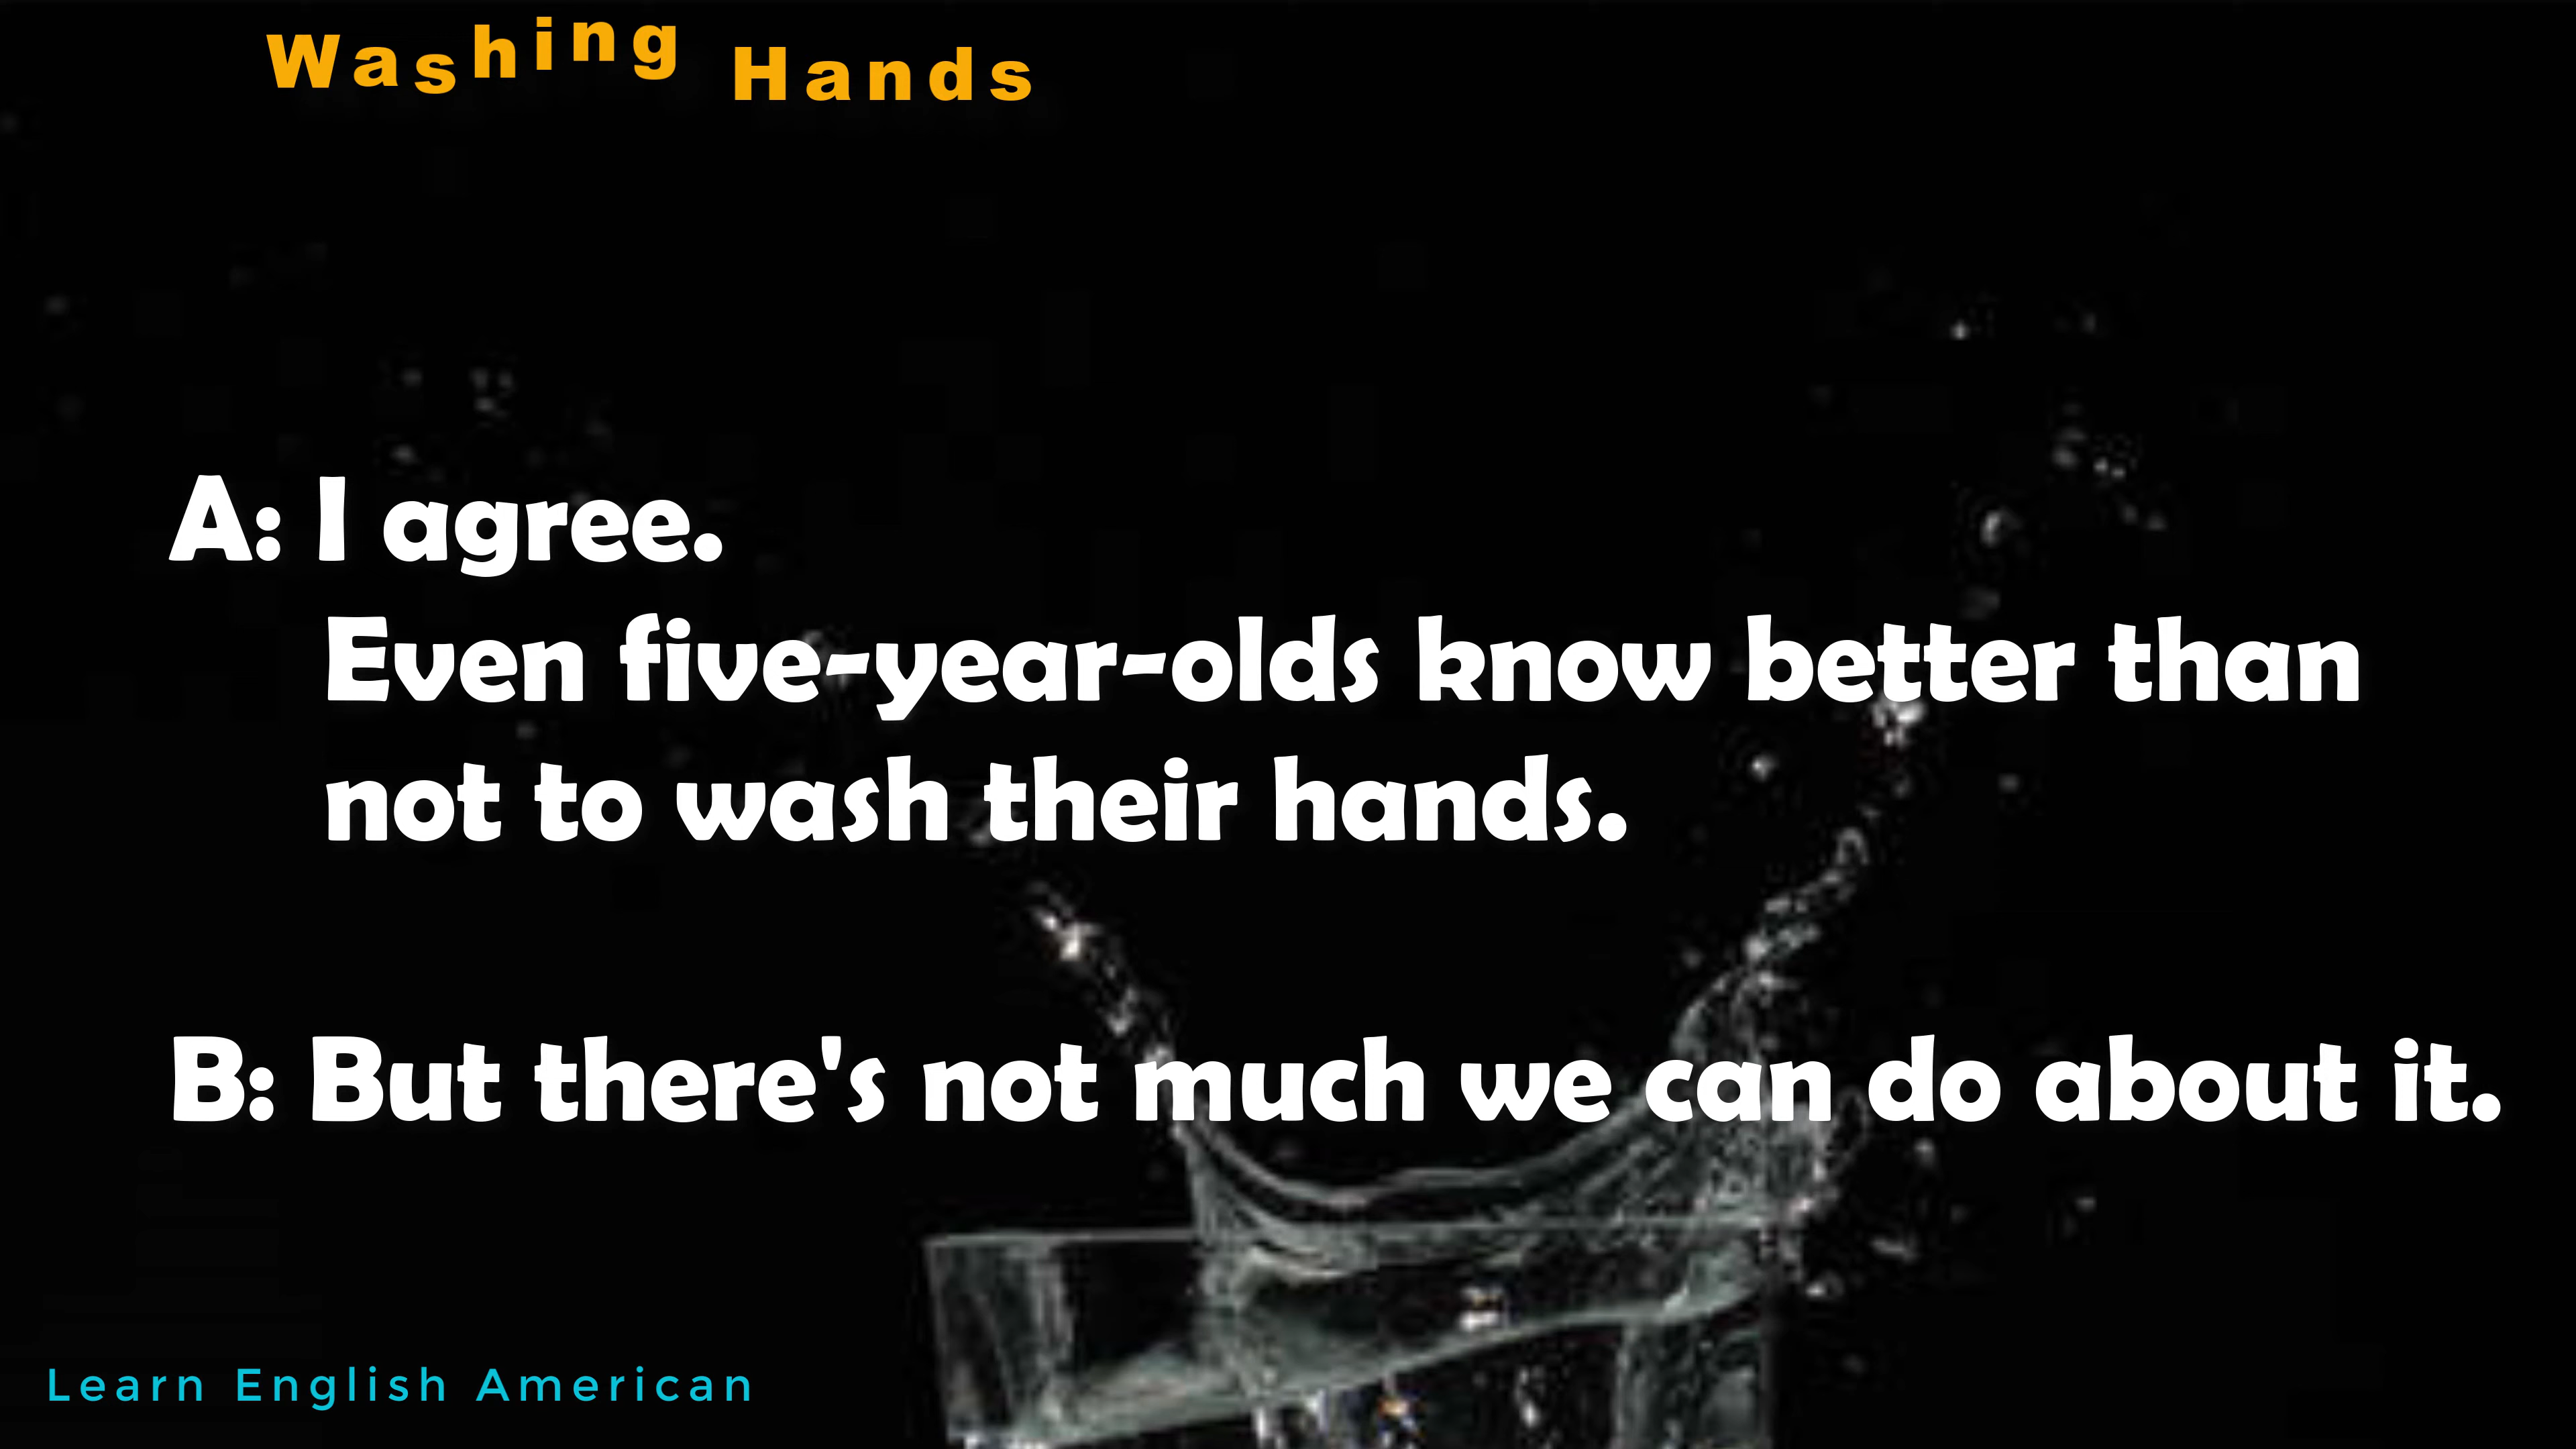 Washing Hands
A: I agree.
Even five-year-olds know better than
not to wash their hands.
B: But there's not much we can do about it.
Learn English American